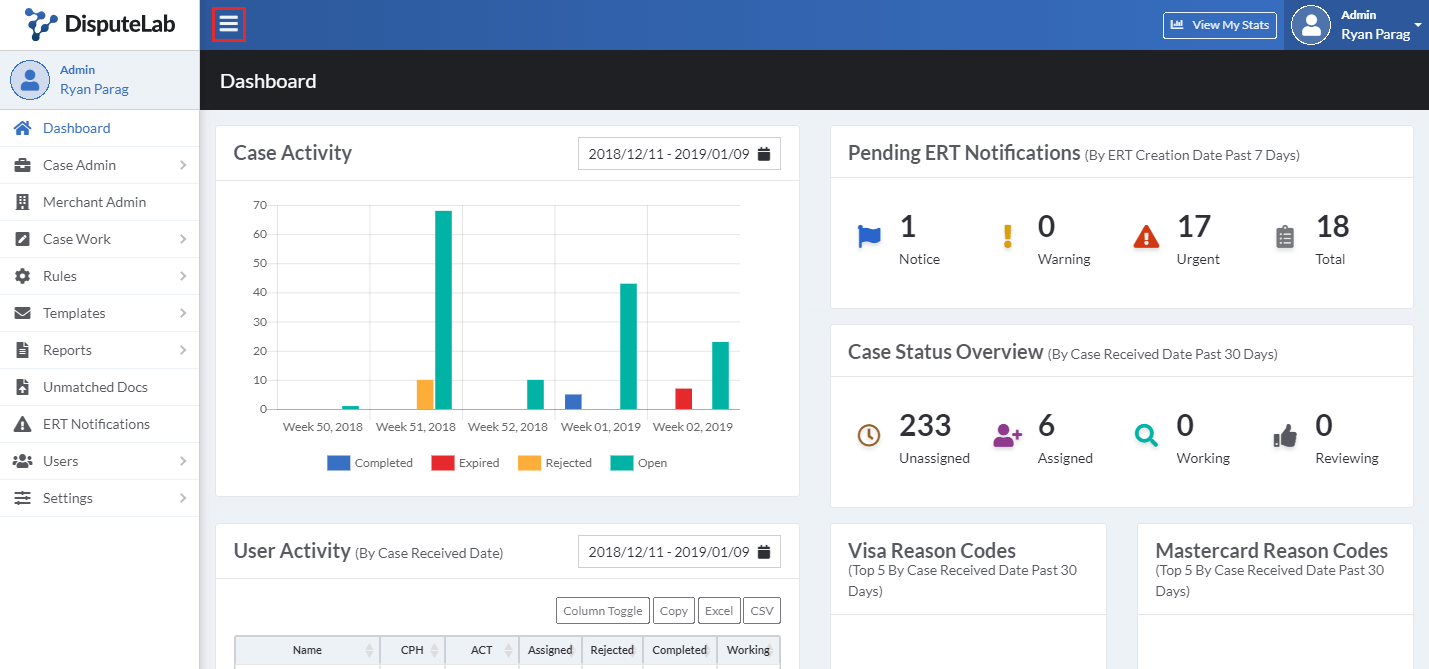 DisputeLab
View My Stats
Admin
Ryan Parag
Admin
Ryan Parag
Dashboard
Case Admin
Merchant Admin
Case Work
Rules
Templates
Reports
Unmatched Docs
ERT Notifications
Users
Settings
Dashboard
Case Activity
2018/12/11 - 2019/01/09
70
60
50
40
30
20
10
0
Week 50, 2018 Week 51, 2018 Week 52, 2018 Week 01, 2019 Week 02, 2019
Completed Expired Rejected Open
Pending ERT Notifications (By ERT Creation Date Past 7 Days)
1 0 17 18
Notice Warning Urgent Total
Case Status Overview (By Case Received Date Past 30 Days)
233 6 0 0
Unassigned Assigned Working Reviewing
User Activity (By Case Received Date)
2018/12/11 - 2019/01/09
Column Toggle Copy Excel CSV
Name CPH ACT Assigned Rejected Completed Working
Visa Reason Codes
(Top 5 By Case Received Date Past 30
Days)
Mastercard Reason Codes
(Top 5 By Case Received Date Past 30
Days)